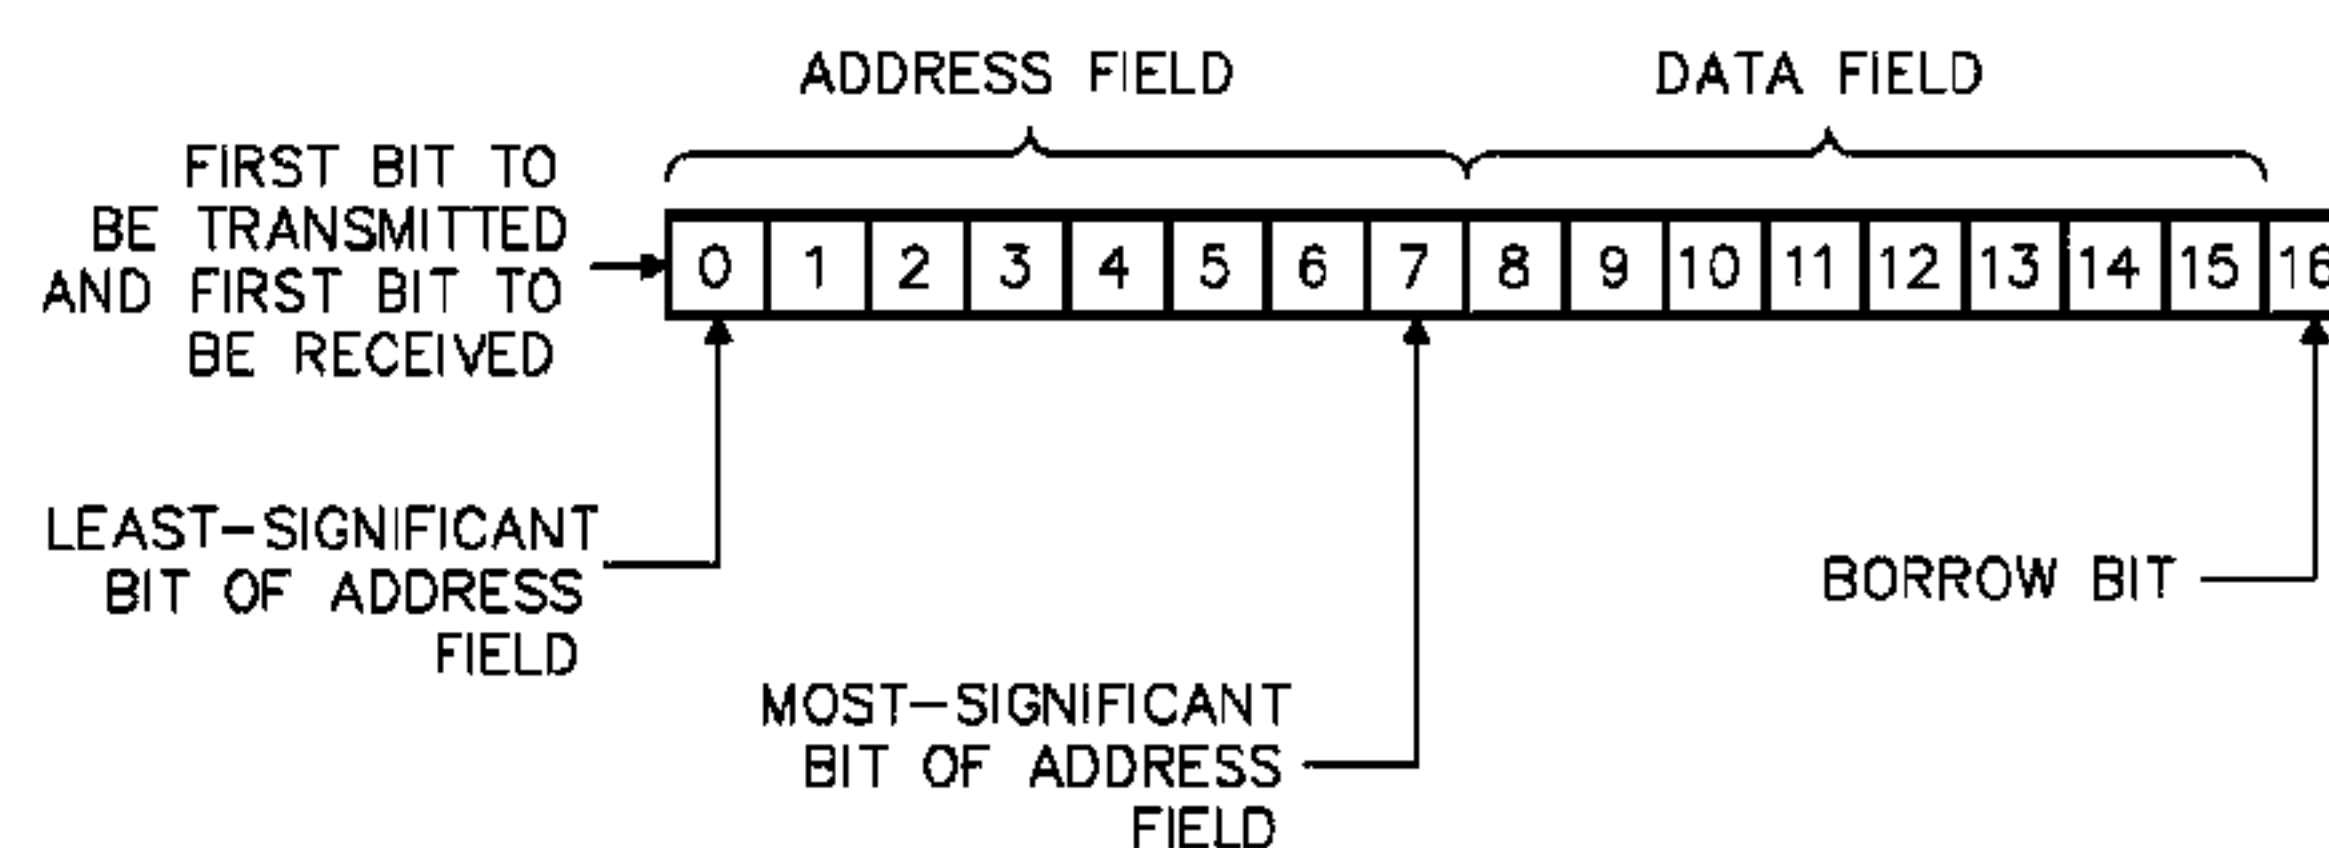 ADDRESS FIELD
DATA FIELD
FIRST BIT TO
BE TRANSMITTED
AND FIRST BIT TO
BE RECEIVED
0 1 2 3 4 5 6 7 8 9 10 11 12 13 14 15 16
LEAST-SIGNIFICANT
BIT OF ADDRESS
FIELD
BORROW BIT
MOST-SIGNIFICANT
BIT OF ADDRESS
FIELD